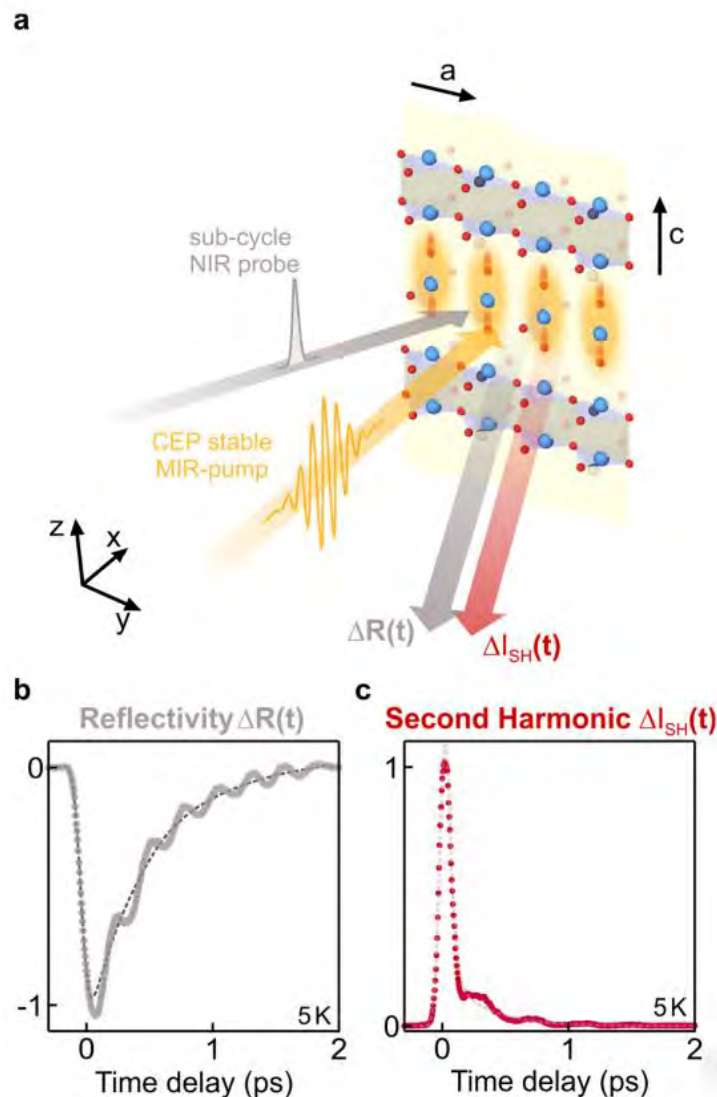 a
a
c
sub-cycle
NIR probe
CEP stable
MIR-pump
z
x
y
ΔR(t)
ΔI_SH(t)
b
Reflectivity ΔR(t)
0
-1
5K
0
1
2
Time delay (ps)
c
Second Harmonic ΔI_SH(t)
1
0
5K
0
1
2
Time delay (ps)